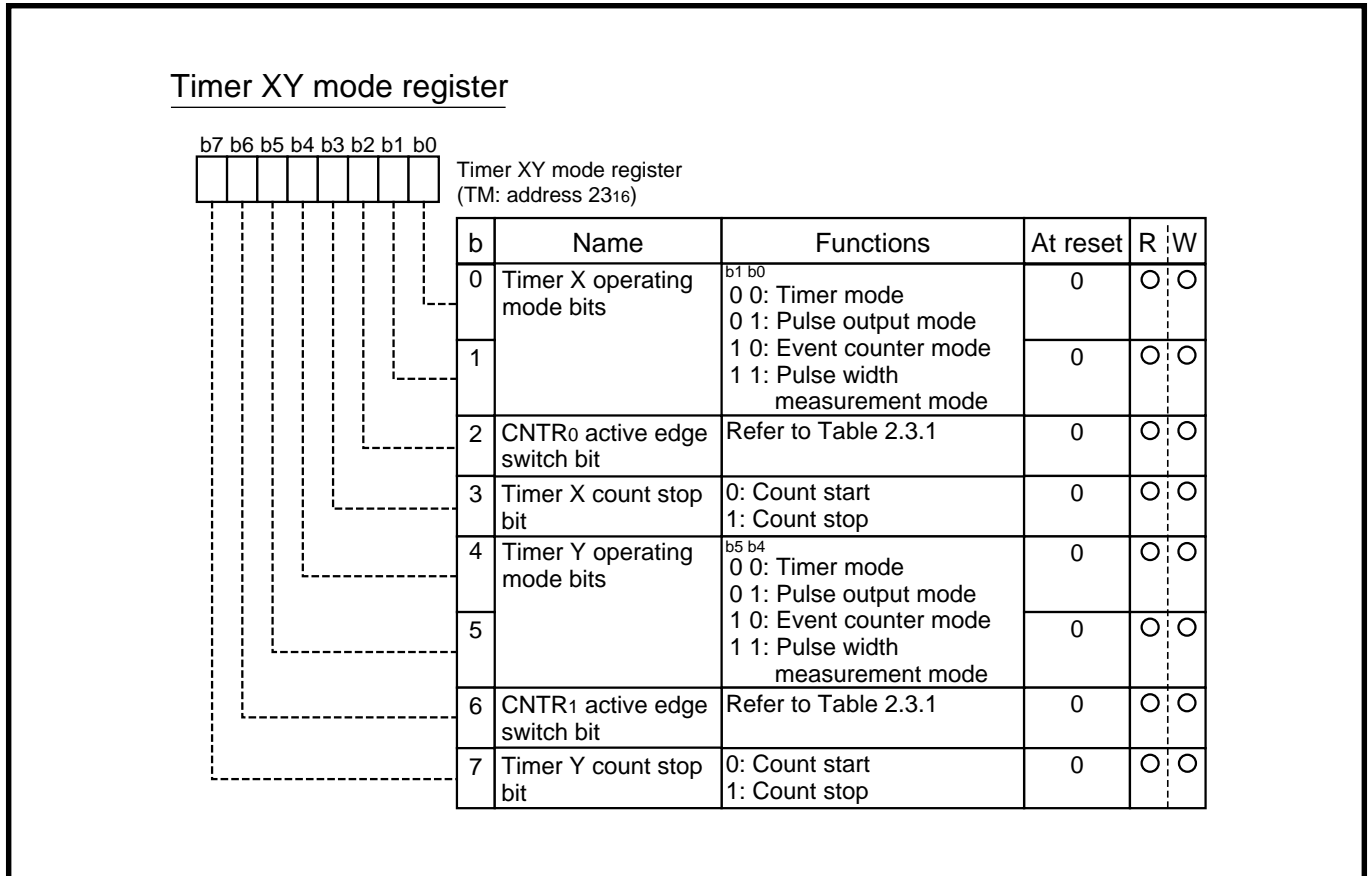 Timer XY mode register
b7 b6 b5 b4 b3 b2 b1 b0
Timer XY mode register
(TM: address 2316)
b Name Functions At reset R W
0 Timer X operating mode bits
b1 b0
0 0: Timer mode
0 1: Pulse output mode
1 0: Event counter mode
1 1: Pulse width
measurement mode
0 O O
1
0 O O
2 CNTR0 active edge Refer to Table 2.3.1 0 O O
switch bit
3 Timer X count stop 0: Count start 0 O O
bit 1: Count stop
4 Timer Y operating mode bits
b5 b4
0 0: Timer mode
0 1: Pulse output mode
1 0: Event counter mode
1 1: Pulse width
measurement mode
0 O O
5
0 O O
6 CNTR1 active edge Refer to Table 2.3.1 0 O O
switch bit
7 Timer Y count stop 0: Count start 0 O O
bit 1: Count stop